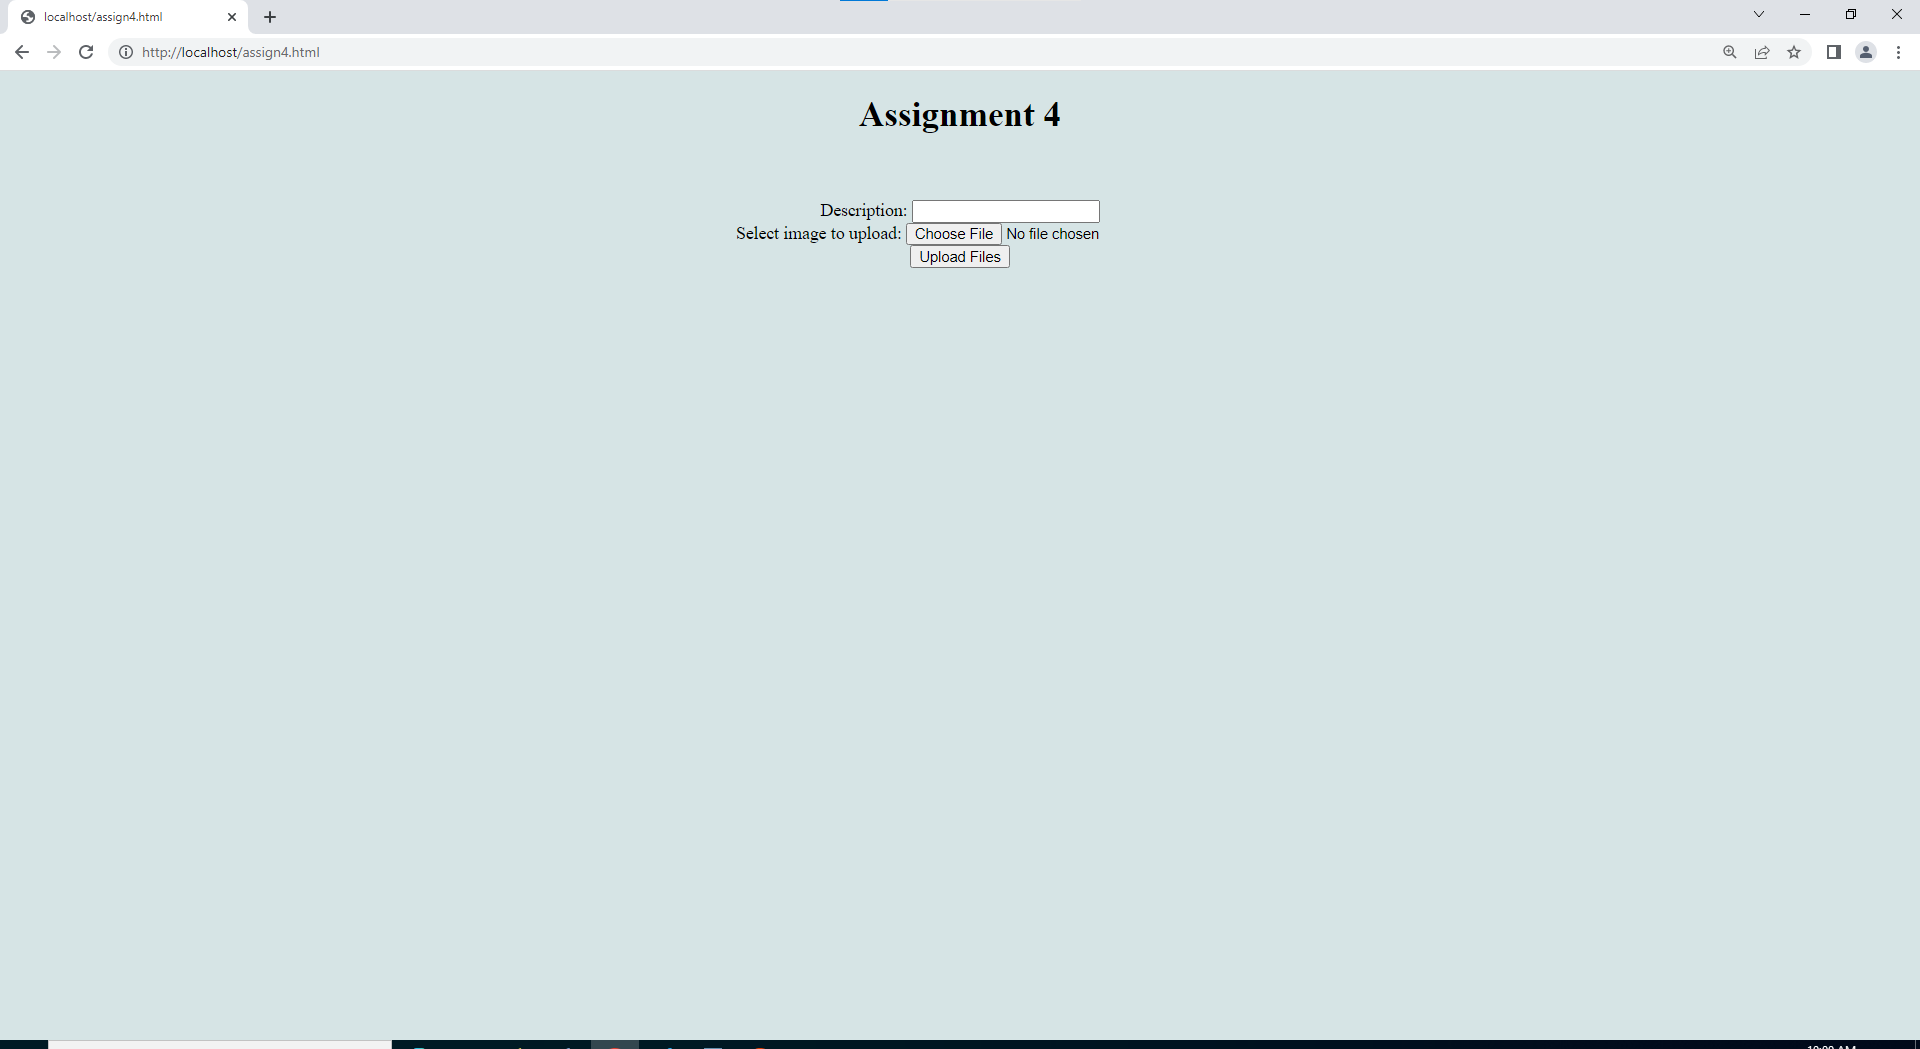 localhost/assign4.html
http://localhost/assign4.html
Assignment 4
Description:
Select image to upload: Choose File No file chosen
Upload Files